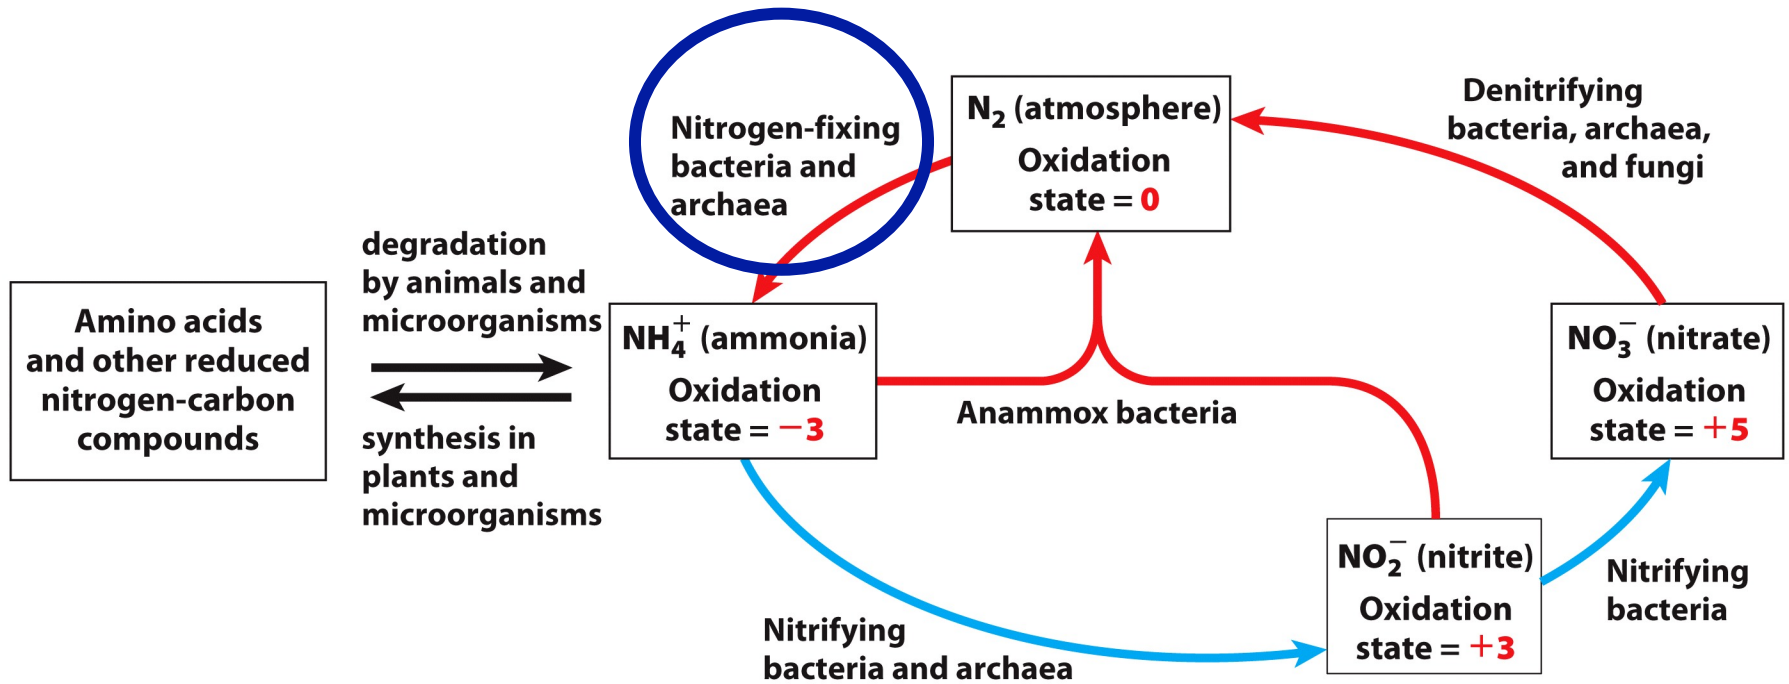 Nitrogen-fixing
bacteria and
archaea
N₂ (atmosphere)
Oxidation
state = 0
Denitrifying
bacteria, archaea,
and fungi
degradation
by animals and
microorganisms
Amino acids
and other reduced
nitrogen-carbon
compounds
synthesis in
plants and
microorganisms
NH₄⁺ (ammonia)
Oxidation
state = −3
Anammox bacteria
NO₃⁻ (nitrate)
Oxidation
state = +5
NO₂⁻ (nitrite)
Oxidation
state = +3
Nitrifying
bacteria
Nitrifying
bacteria and archaea